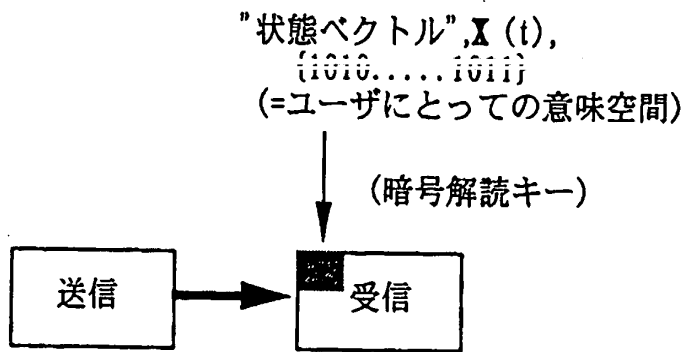 ”状態ベクトル”,X (t),
{1010.....1011}
(=ユーザにとっての意味空間)
(暗号解読キー)
送信
受信